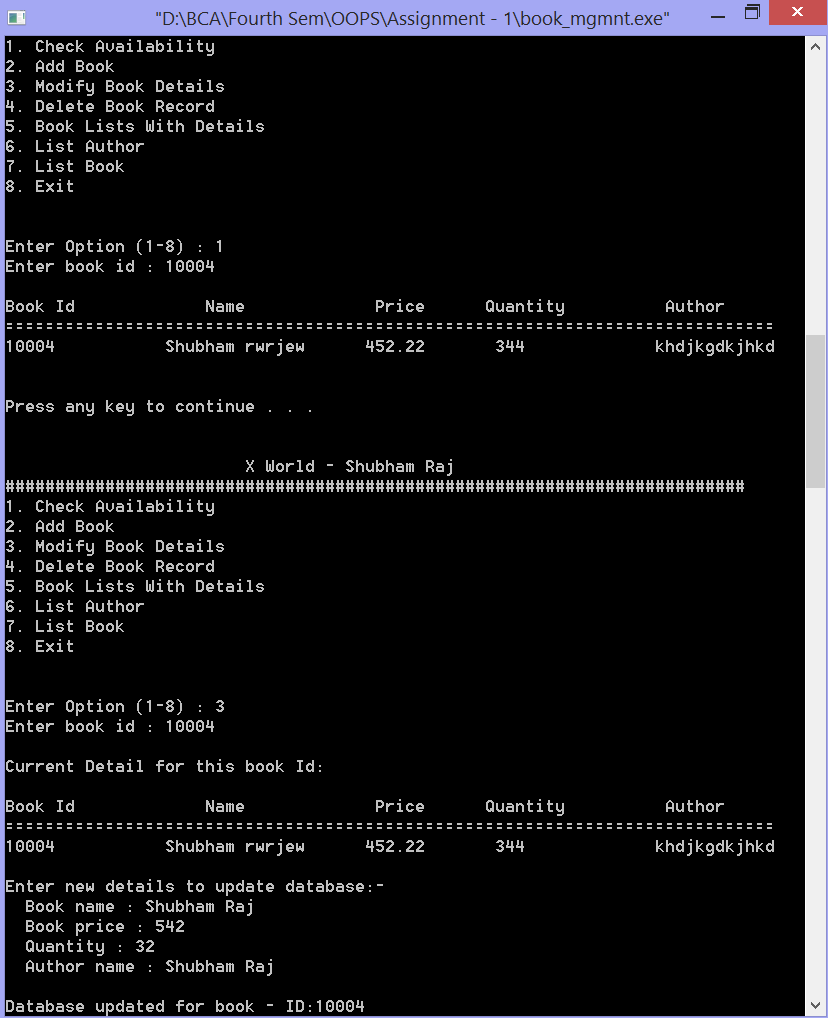 "D:\BCA\Fourth Sem\OOPS\Assignment - 1\book_mgmnt.exe"
1. Check Availability
2. Add Book
3. Modify Book Details
4. Delete Book Record
5. Book Lists With Details
6. List Author
7. List Book
8. Exit
Enter Option (1-8) : 1
Enter book id : 10004
Book Id Name Price Quantity Author
-----------------------------------------------------------------------------
10004 Shubham rwrjew 452.22 344 khdjkgdkjhkd
Press any key to continue . . .
X World - Shubham Raj
##########################################################################
1. Check Availability
2. Add Book
3. Modify Book Details
4. Delete Book Record
5. Book Lists With Details
6. List Author
7. List Book
8. Exit
Enter Option (1-8) : 3
Enter book id : 10004
Current Detail for this book Id:
Book Id Name Price Quantity Author
-----------------------------------------------------------------------------
10004 Shubham rwrjew 452.22 344 khdjkgdkjhkd
Enter new details to update database:-
Book name : Shubham Raj
Book price : 542
Quantity : 32
Author name : Shubham Raj
Database updated for book - ID:10004